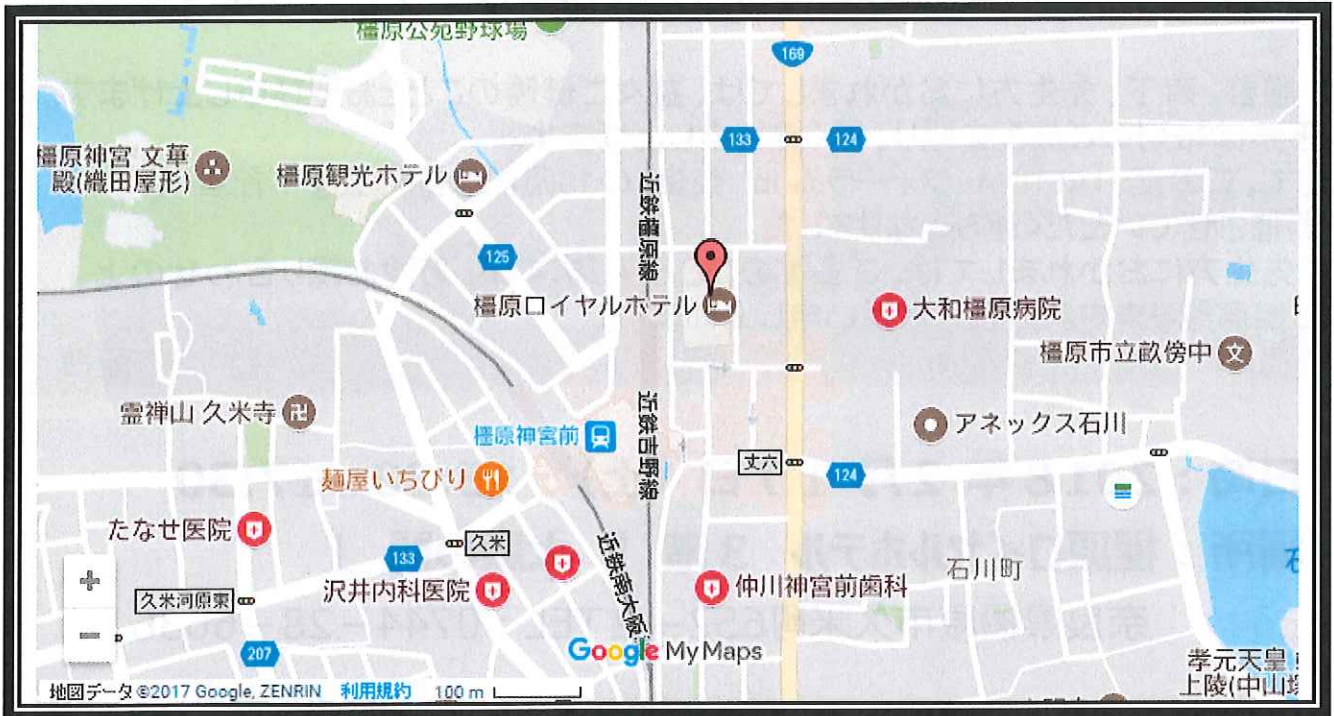 橿原公苑野球場
169
133
124
橿原神宮 文華
殿(織田屋形)
橿原観光ホテル
近鉄橿原線
125
橿原ロイヤルホテル
大和橿原病院
橿原市立畝傍中
文
霊禅山 久米寺
近鉄吉野線
アネックス石川
橿原神宮前
丈六
124
麺屋いちびり
たなせ医院
久米
133
近鉄南大阪
石川町
沢井内科医院
仲川神宮前歯科
久米河原東
207
Google My Maps
孝元天皇
上陵(中山塚
地図データ ©2017 Google, ZENRIN 利用規約 100 m